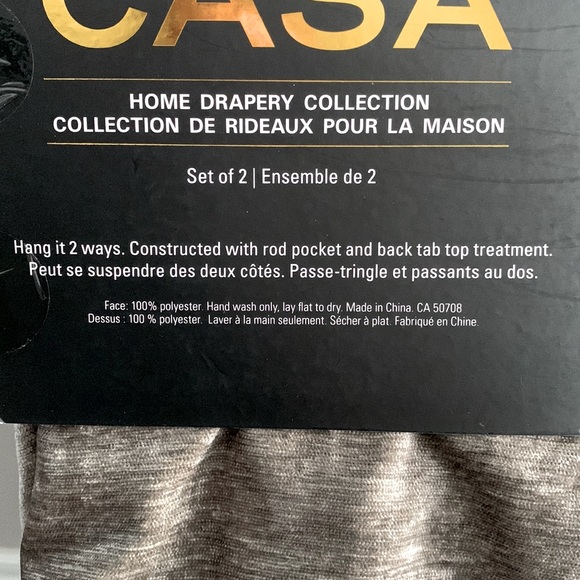 CASA
HOME DRAPERY COLLECTION
COLLECTION DE RIDEAUX POUR LA MAISON
Set of 2 | Ensemble de 2
Hang it 2 ways. Constructed with rod pocket and back tab top treatment.
Peut se suspendre des deux côtés. Passe-tringle et passants au dos.
Face: 100% polyester. Hand wash only, lay flat to dry. Made in China. CA 50708
Dessus : 100 % polyester. Laver à la main seulement. Sécher à plat. Fabriqué en Chine.